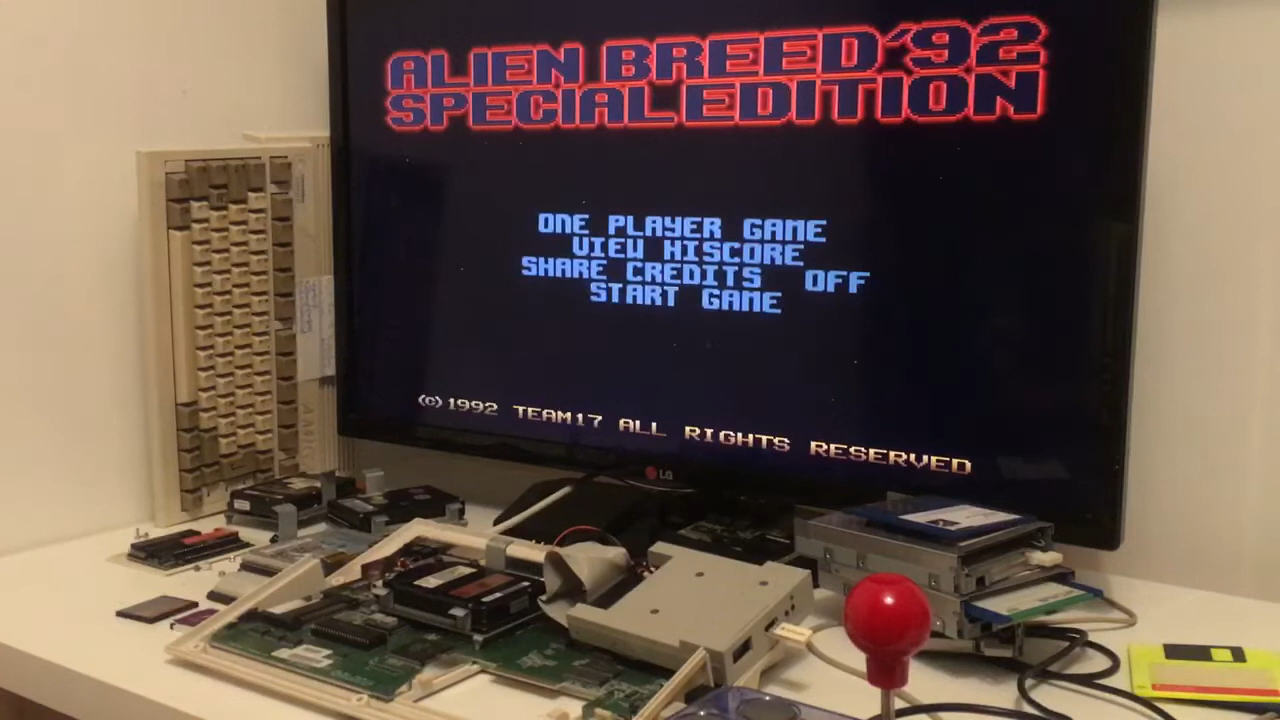 ALIEN BREED '92
SPECIAL EDITION
ONE PLAYER GAME
VIEW HISCORE
SHARE CREDITS OFF
START GAME
(c) 1992 TEAM17 ALL RIGHTS RESERVED
LG